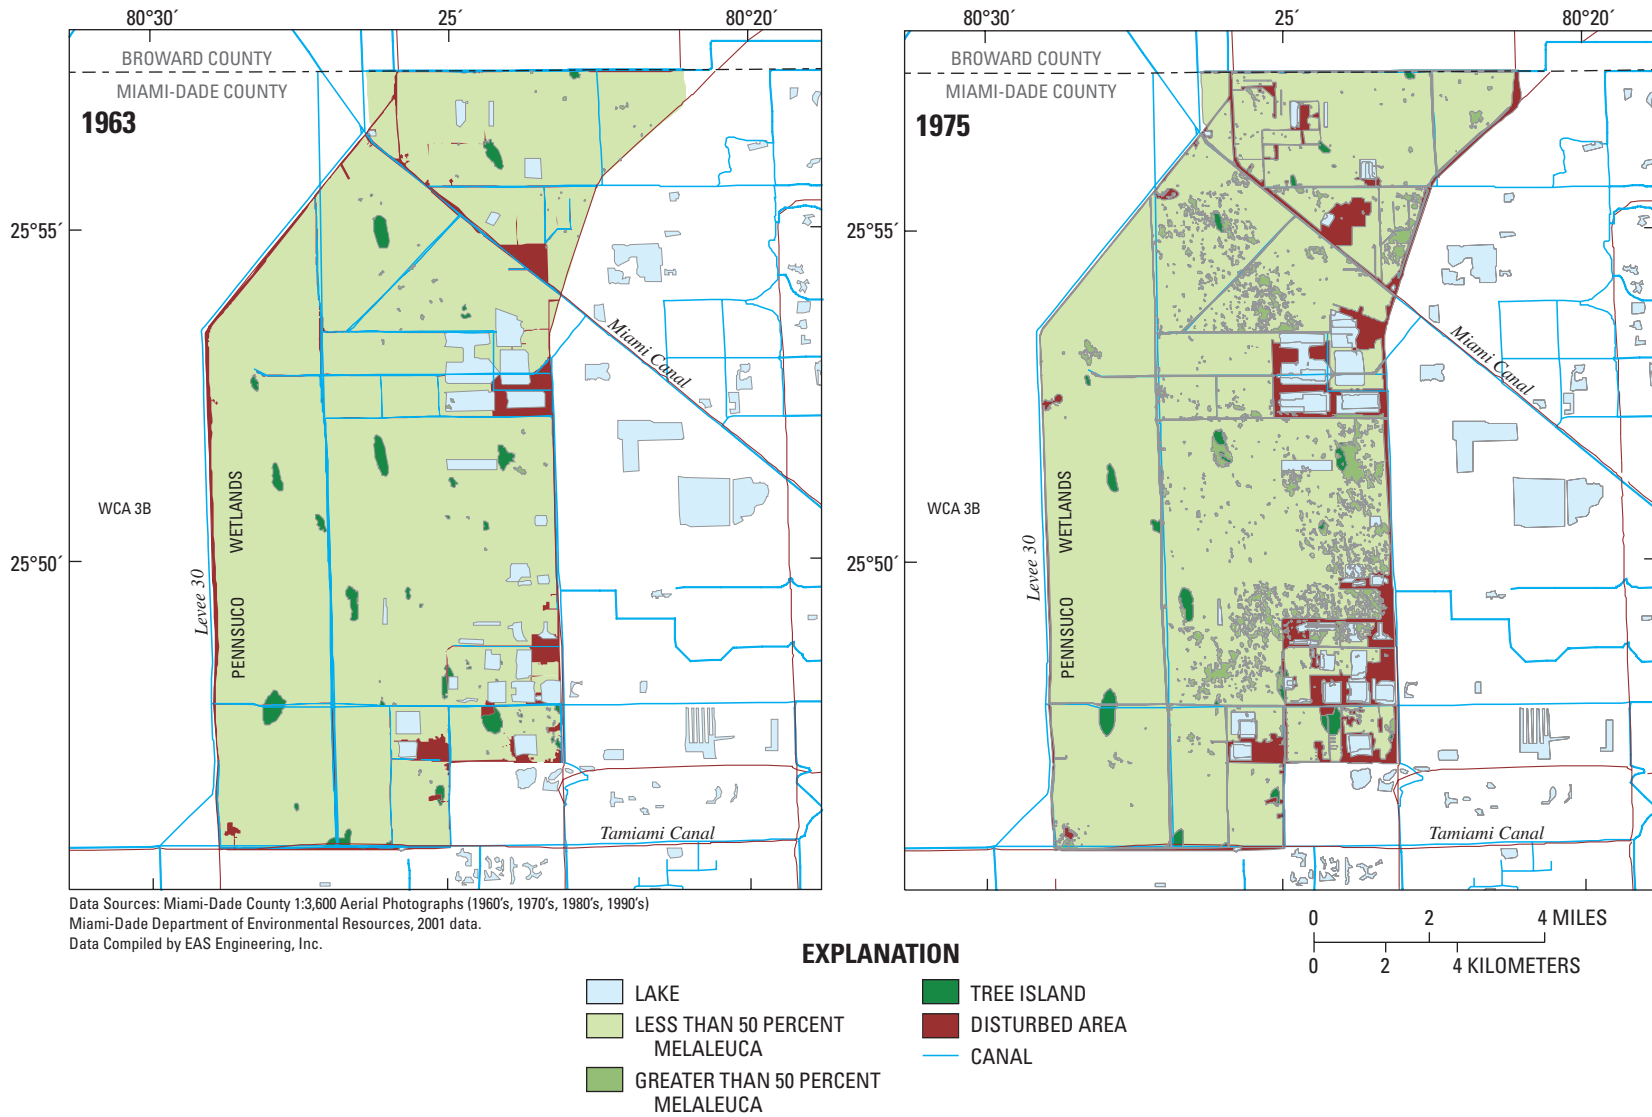 80°30´ 25´ 80°20´
80°30´ 25´ 80°20´
BROWARD COUNTY
MIAMI-DADE COUNTY
1963
25°55´
25°50´
WCA 3B
Levee 30
PENNSUCO WETLANDS
Miami Canal
Tamiami Canal
BROWARD COUNTY
MIAMI-DADE COUNTY
1975
25°55´
25°50´
WCA 3B
Levee 30
PENNSUCO WETLANDS
Miami Canal
Tamiami Canal
Data Sources: Miami-Dade County 1:3,600 Aerial Photographs (1960's, 1970's, 1980's, 1990's)
Miami-Dade Department of Environmental Resources, 2001 data.
Data Compiled by EAS Engineering, Inc.
0 2 4 MILES
0 2 4 KILOMETERS
EXPLANATION
LAKE
LESS THAN 50 PERCENT
MELALEUCA
GREATER THAN 50 PERCENT
MELALEUCA
TREE ISLAND
DISTURBED AREA
CANAL